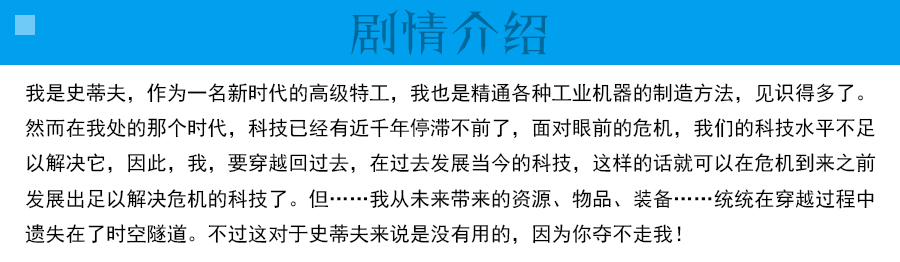 剧情介绍
我是史蒂夫，作为一名新时代的高级特工，我也是精通各种工业机器的制造方法，见识得多了。
然而在我处的那个时代，科技已经有近千年停滞不前了，面对眼前的危机，我们的科技水平不足
以解决它，因此，我，要穿越回过去，在过去发展当今的科技，这样的话就可以在危机到来之前
发展出足以解决危机的科技了。但……我从未来带来的资源、物品、装备……统统在穿越过程中
遗失在了时空隧道。不过这对于史蒂夫来说是没有用的，因为你夺不走我！